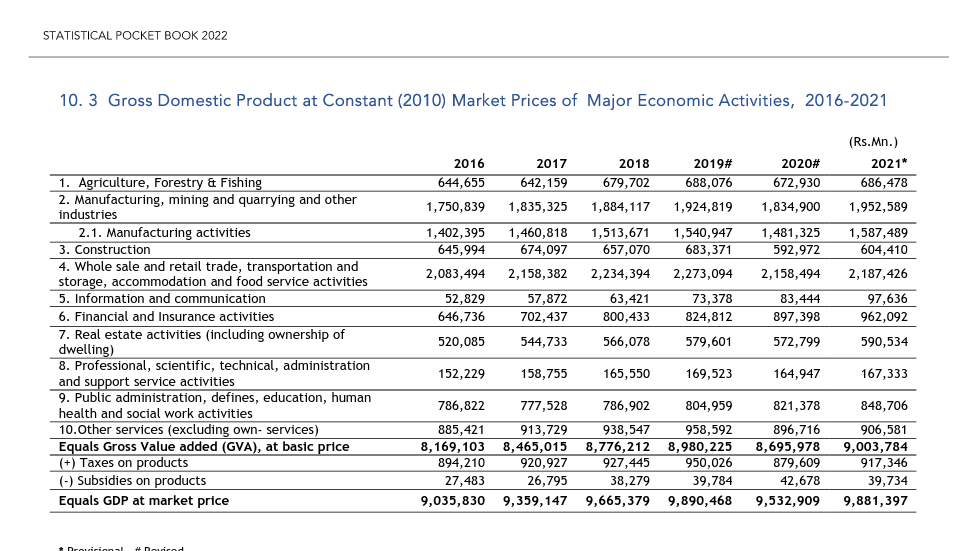 STATISTICAL POCKET BOOK 2022
10. 3 Gross Domestic Product at Constant (2010) Market Prices of Major Economic Activities, 2016-2021
(Rs.Mn.)
2016 2017 2018 2019# 2020# 2021*
1. Agriculture, Forestry & Fishing 644,655 642,159 679,702 688,076 672,930 686,478
2. Manufacturing, mining and quarrying and other
industries 1,750,839 1,835,325 1,884,117 1,924,819 1,834,900 1,952,589
2.1. Manufacturing activities 1,402,395 1,460,818 1,513,671 1,540,947 1,481,325 1,587,489
3. Construction 645,994 674,097 657,070 683,371 592,972 604,410
4. Whole sale and retail trade, transportation and
storage, accommodation and food service activities 2,083,494 2,158,382 2,234,394 2,273,094 2,158,494 2,187,426
5. Information and communication 52,829 57,872 63,421 73,378 83,444 97,636
6. Financial and Insurance activities 646,736 702,437 800,433 824,812 897,398 962,092
7. Real estate activities (including ownership of
dwelling) 520,085 544,733 566,078 579,601 572,799 590,534
8. Professional, scientific, technical, administration
and support service activities 152,229 158,755 165,550 169,523 164,947 167,333
9. Public administration, defines, education, human
health and social work activities 786,822 777,528 786,902 804,959 821,378 848,706
10.Other services (excluding own- services) 885,421 913,729 938,547 958,592 896,716 906,581
Equals Gross Value added (GVA), at basic price 8,169,103 8,465,015 8,776,212 8,980,225 8,695,978 9,003,784
(+) Taxes on products 894,210 920,927 927,445 950,026 879,609 917,346
(-) Subsidies on products 27,483 26,795 38,279 39,784 42,678 39,734
Equals GDP at market price 9,035,830 9,359,147 9,665,379 9,890,468 9,532,909 9,881,397
* Provisional # Revised